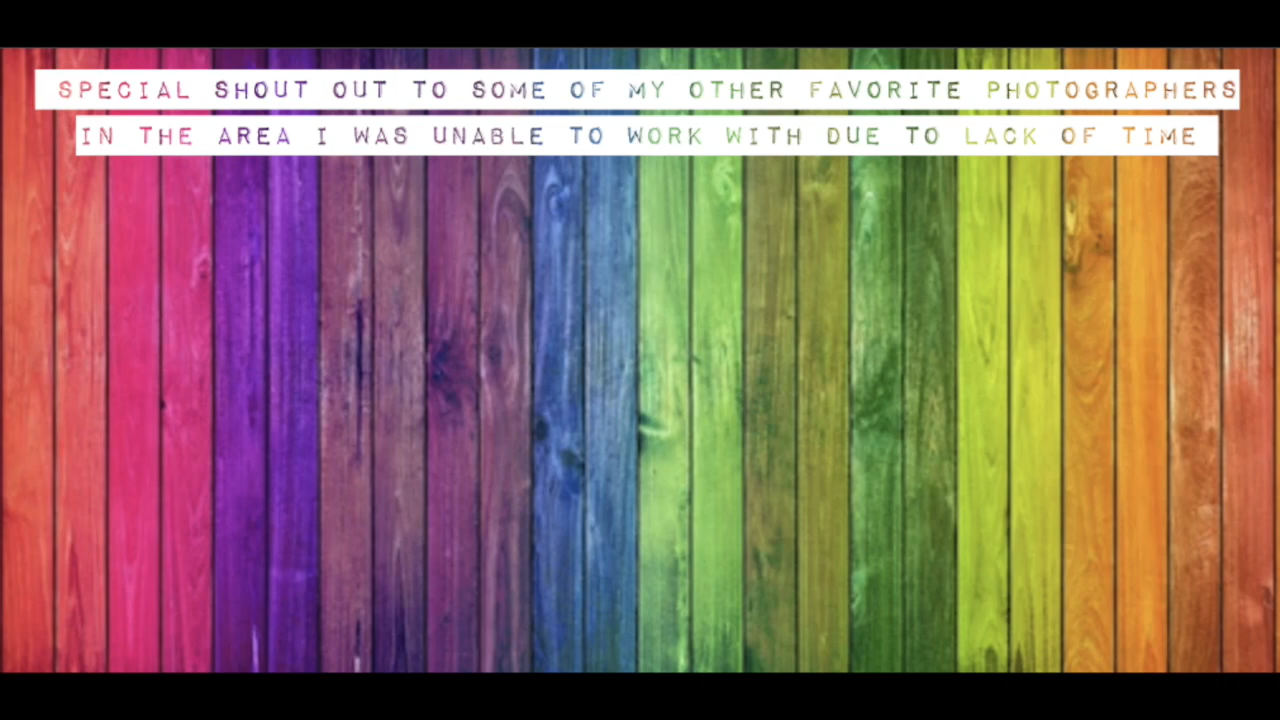 SPECIAL SHOUT OUT TO SOME OF MY OTHER FAVORITE PHOTOGRAPHERS
IN THE AREA I WAS UNABLE TO WORK WITH DUE TO LACK OF TIME